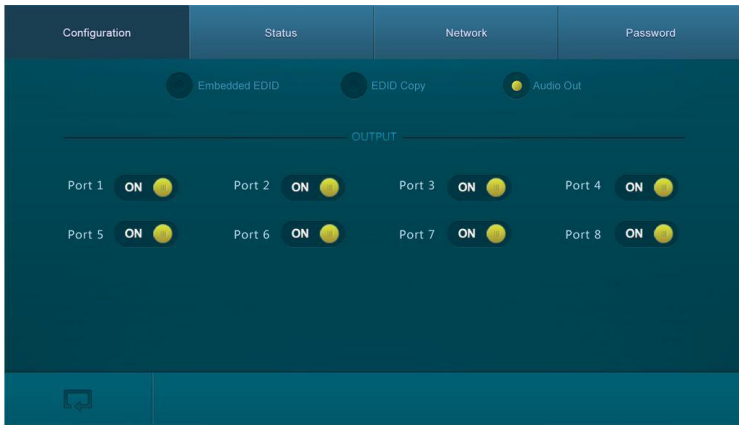 Configuration Status Network Password
Embedded EDID EDID Copy Audio Out
OUTPUT
Port 1 ON Port 2 ON Port 3 ON Port 4 ON
Port 5 ON Port 6 ON Port 7 ON Port 8 ON